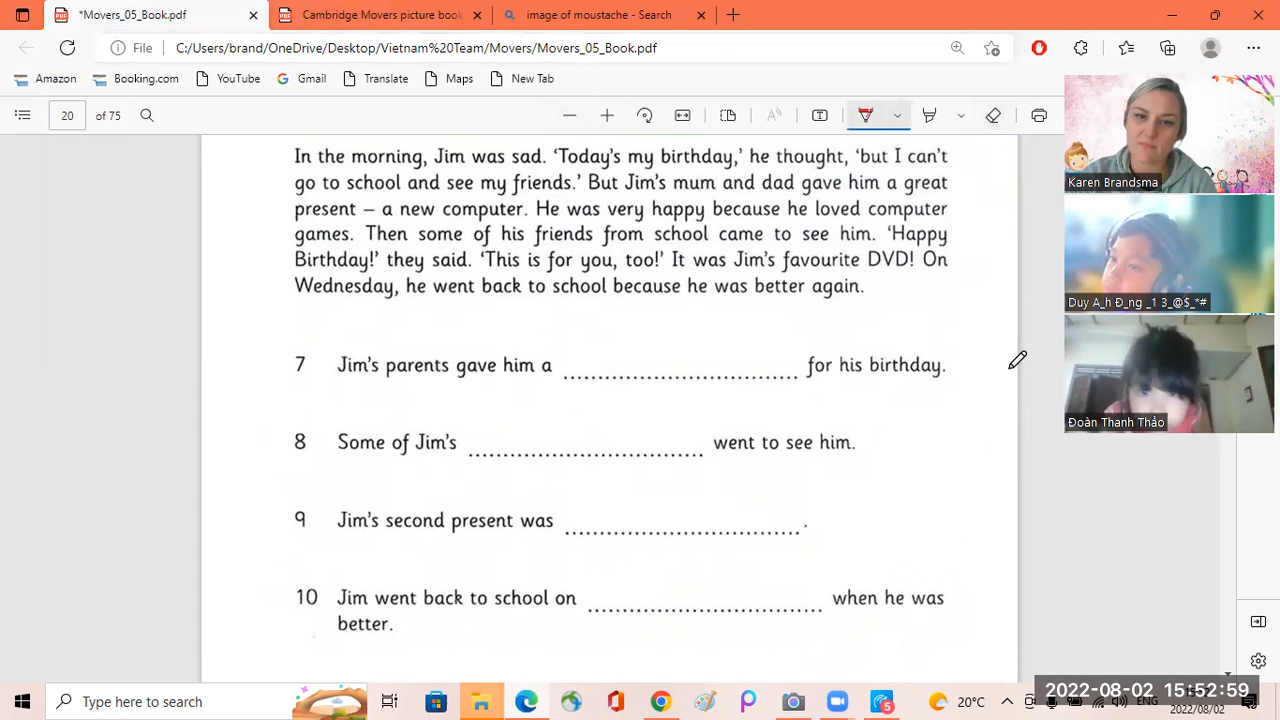 *Movers_05_Book.pdf
Cambridge Movers picture book
image of moustache - Search
File
C:/Users/brand/OneDrive/Desktop/Vietnam%20Team/Movers/Movers_05_Book.pdf
Amazon
Booking.com
YouTube
Gmail
Translate
Maps
New Tab
20 of 75
In the morning, Jim was sad. ‘Today's my birthday,’ he thought, ‘but I can't
go to school and see my friends.’ But Jim's mum and dad gave him a great
present – a new computer. He was very happy because he loved computer
games. Then some of his friends from school came to see him. ‘Happy
Birthday!’ they said. ‘This is for you, too!’ It was Jim's favourite DVD! On
Wednesday, he went back to school because he was better again.
7 Jim's parents gave him a ........................................ for his birthday.
8 Some of Jim's ........................................ went to see him.
9 Jim's second present was ........................................ .
10 Jim went back to school on ........................................ when he was
better.
Karen Brandsma
Duy A_h Đ_ng _1 3_@$_*#
Đoàn Thanh Thảo
Type here to search
5
20°C
ENG
2022-08-02 15:52:59
2022/08/02